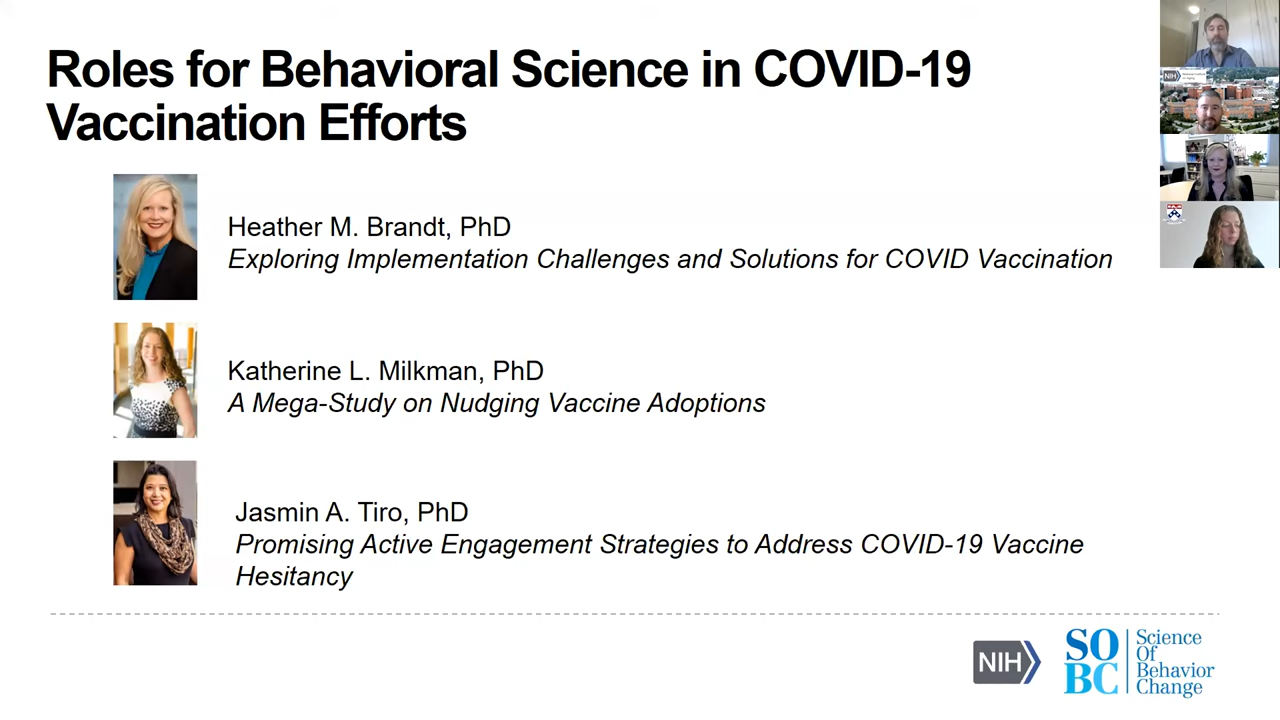 Roles for Behavioral Science in COVID-19
Vaccination Efforts
Heather M. Brandt, PhD
Exploring Implementation Challenges and Solutions for COVID Vaccination
Katherine L. Milkman, PhD
A Mega-Study on Nudging Vaccine Adoptions
Jasmin A. Tiro, PhD
Promising Active Engagement Strategies to Address COVID-19 Vaccine
Hesitancy
NIH
NIH
SO
BC
Science
Of
Behavior
Change